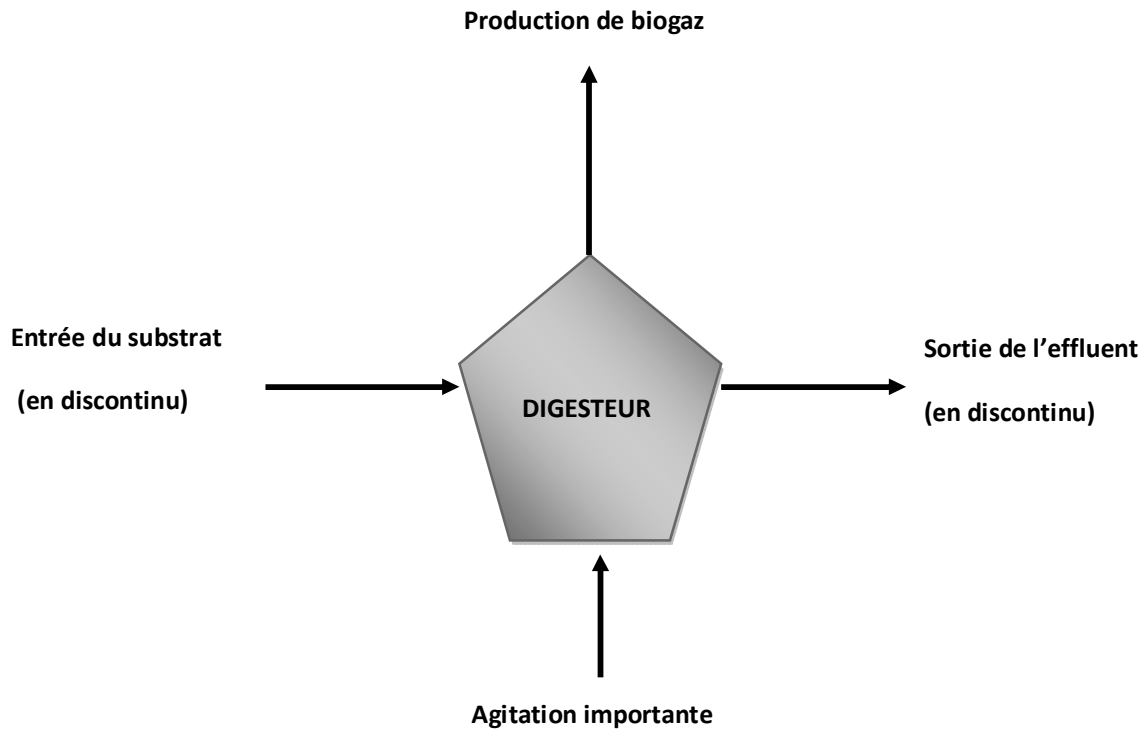 Production de biogaz
Entrée du substrat
(en discontinu)
DIGESTEUR
Sortie de l’effluent
(en discontinu)
Agitation importante